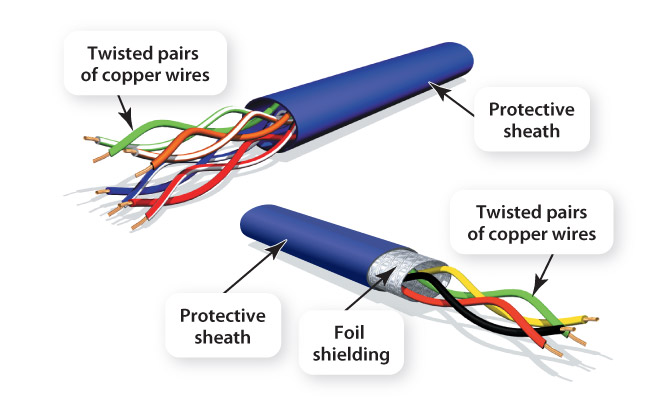 Twisted pairs
of copper wires
Protective
sheath
Twisted pairs
of copper wires
Protective
sheath
Foil
shielding